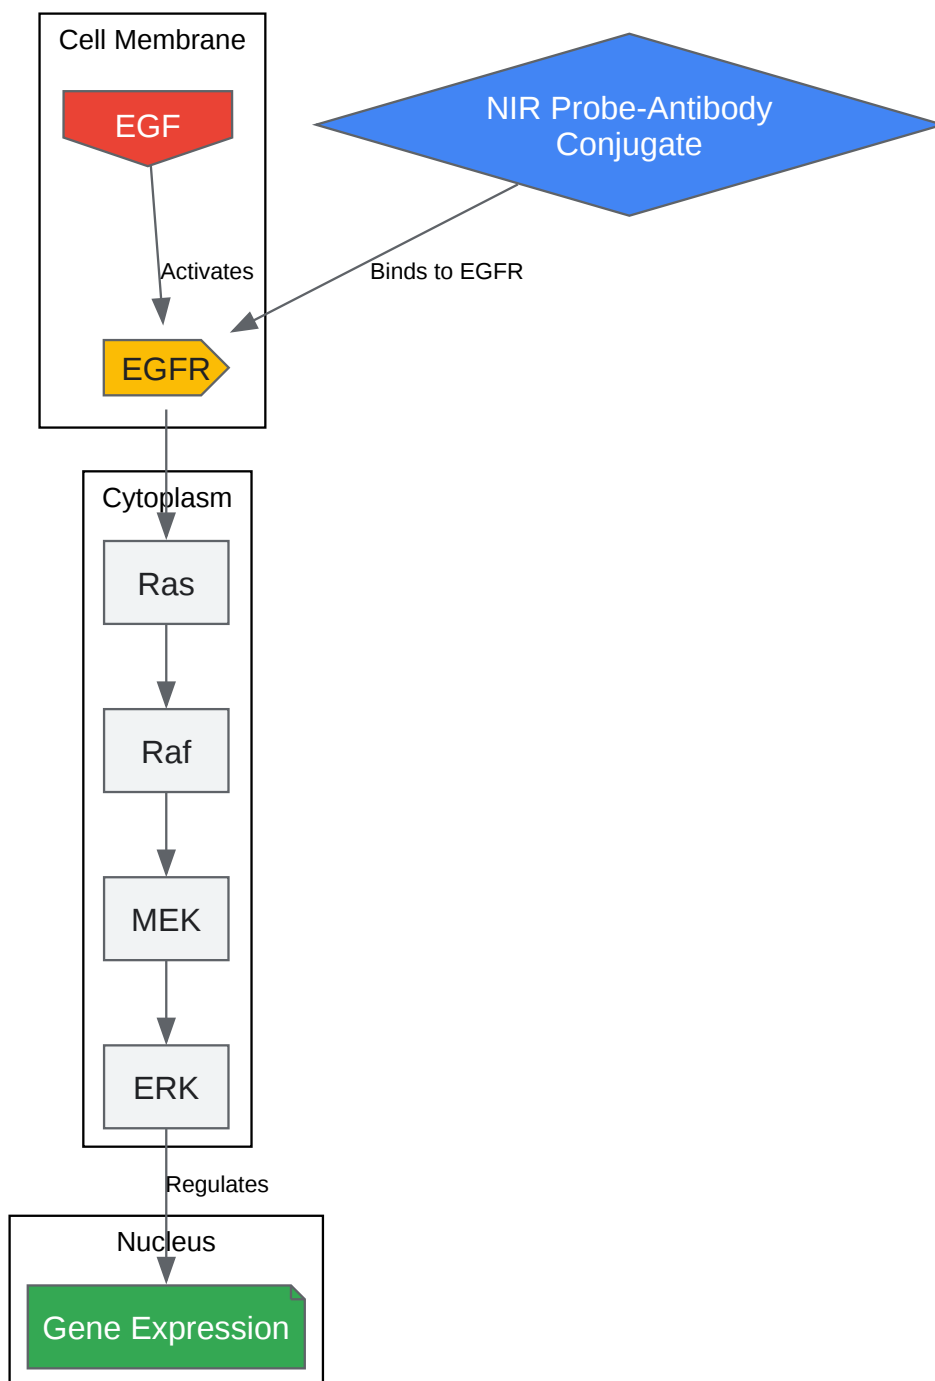 Cell Membrane
EGF
NIR Probe-Antibody
Conjugate
Activates
Binds to EGFR
EGFR
Cytoplasm
Ras
Raf
MEK
ERK
Regulates
Nucleus
Gene Expression